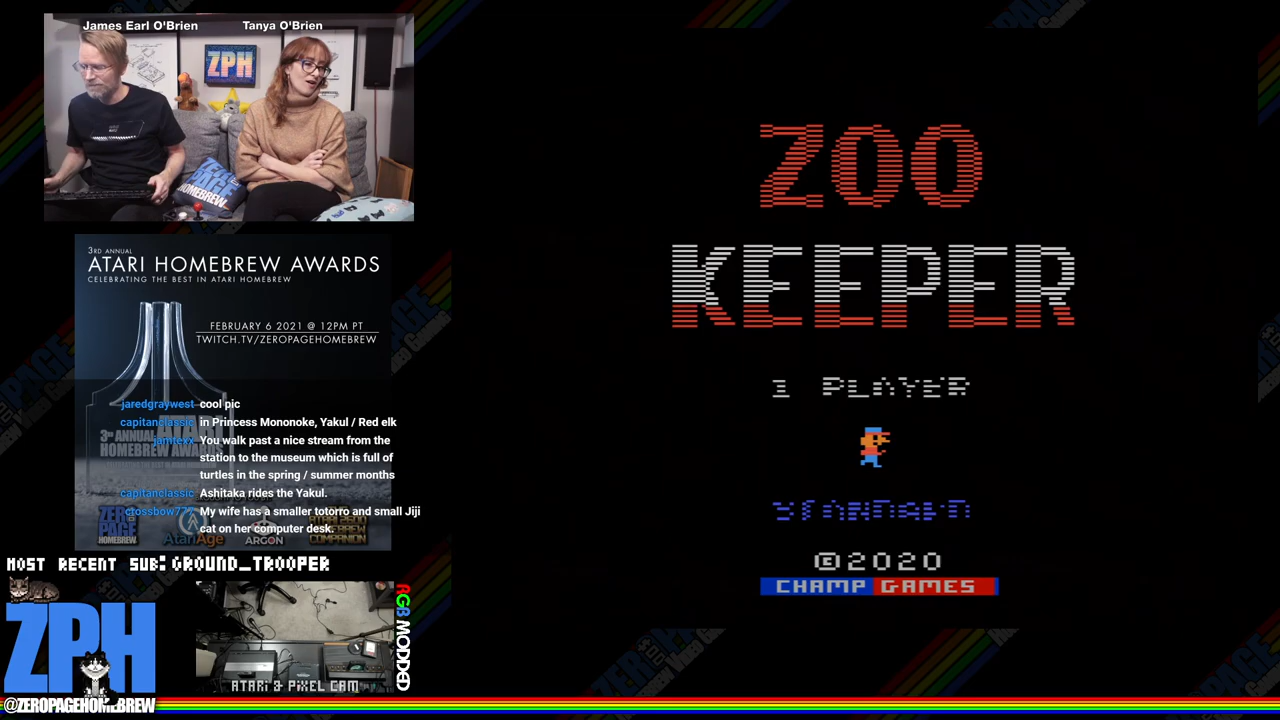 James Earl O'Brien
Tanya O'Brien
ZPH
3RD ANNUAL
ATARI HOMEBREW AWARDS
CELEBRATING THE BEST IN ATARI HOMEBREW
FEBRUARY 6 2021 @ 12PM PT
TWITCH.TV/ZEROPAGEHOMEBREW
jaredgraywest cool pic
capitanclassic in Princess Mononoke, Yakul / Red elk
You walk past a nice stream from the
station to the museum which is full of
turtles in the spring / summer months
capitanclassic Ashitaka rides the Yakul.
My wife has a smaller totorro and small Jiji
cat on her computer desk.
AtariAge
ARGON
MOST RECENT SUB: GROUND_TROOPER
ZPH
@ZEROPAGEHOMEBREW
ATARI & PIXEL CAM
RGB MODDED
ZOO
KEEPER
1 PLAYER
©2020
CHAMP GAMES